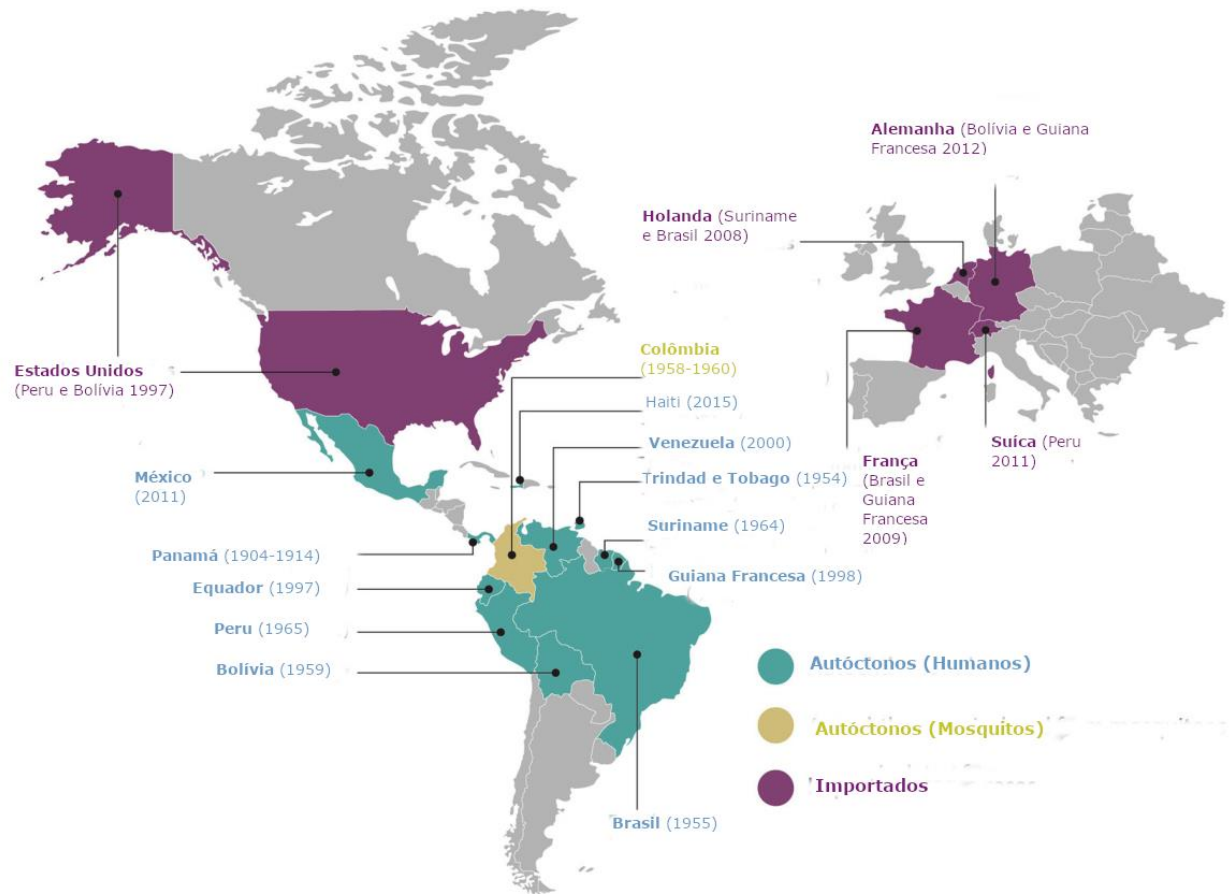 Alemanha (Bolívia e Guiana
Francesa 2012)
Holanda (Suriname
e Brasil 2008)
Estados Unidos
(Peru e Bolívia 1997)
Colômbia
(1958-1960)
Haiti (2015)
Venezuela (2000)
Trindad e Tobago (1954)
Suriname (1964)
Guiana Francesa (1998)
França
(Brasil e
Guiana
Francesa
2009)
Suíca (Peru
2011)
México
(2011)
Panamá (1904-1914)
Equador (1997)
Peru (1965)
Bolívia (1959)
Brasil (1955)
Autóctonos (Humanos)
Autóctonos (Mosquitos)
Importados